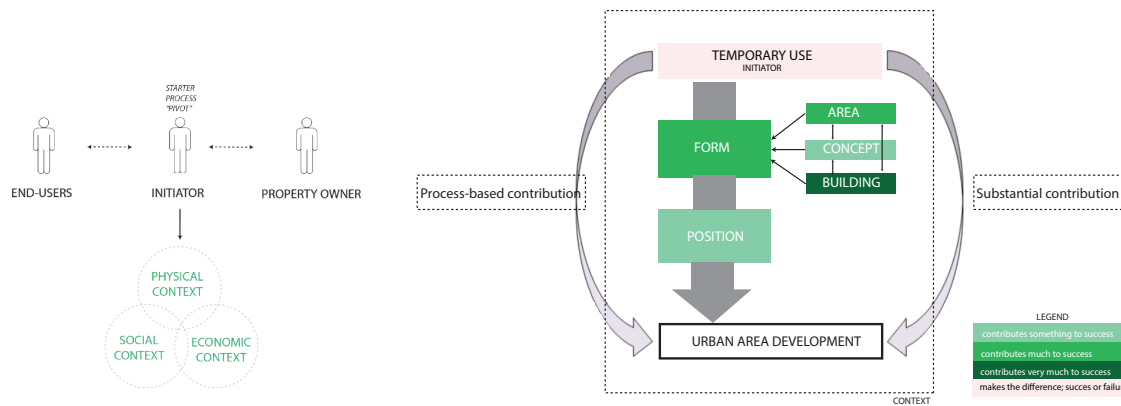 STARTER
PROCESS
"PIVOT"
END-USERS
INITIATOR
PROPERTY OWNER
PHYSICAL
CONTEXT
SOCIAL
CONTEXT
ECONOMIC
CONTEXT
TEMPORARY USE
INITIATOR
AREA
FORM
CONCEPT
BUILDING
Process-based contribution
Substantial contribution
POSITION
URBAN AREA DEVELOPMENT
CONTEXT
LEGEND
contributes something to success
contributes much to success
contributes very much to success
makes the difference; succes or failure